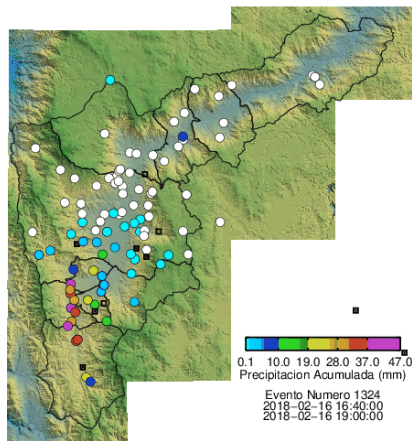 0.1 10.0 19.0 28.0 37.0 47.0
Precipitacion Acumulada (mm)
Evento Numero 1324
2018-02-16 16:40:00
2018-02-16 19:00:00